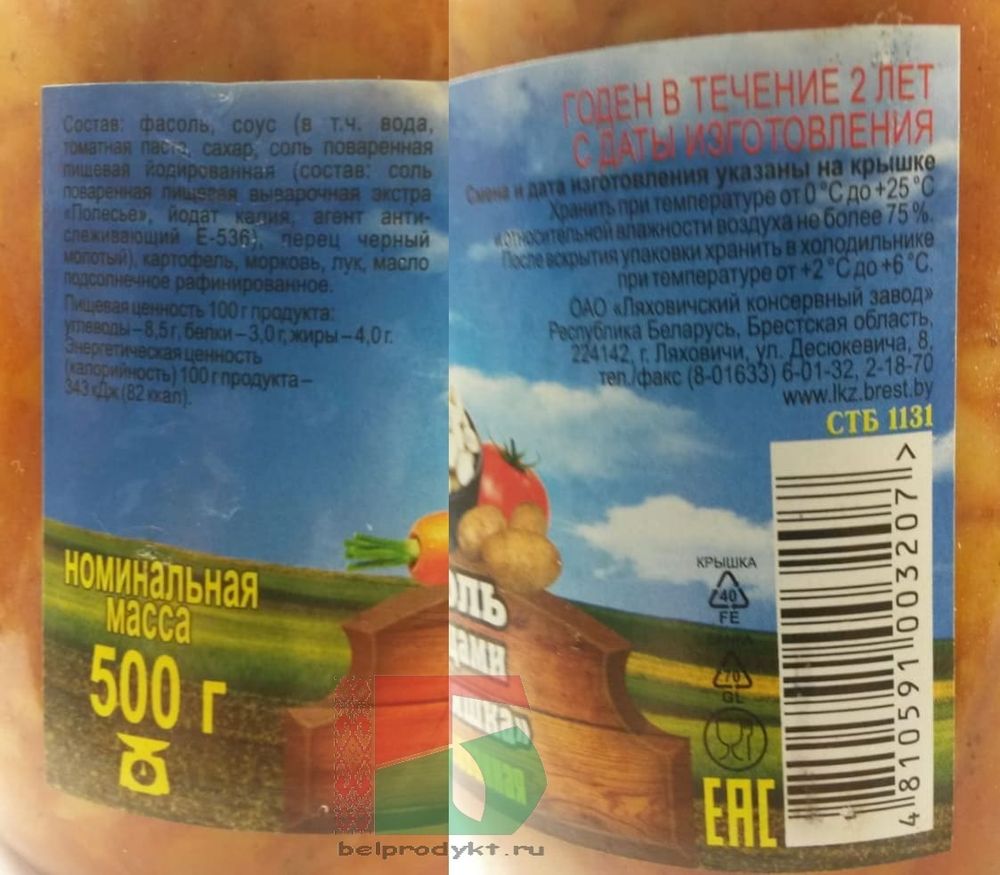 Состав: фасоль, соус (в т.ч. вода,
томатная паста, сахар, соль поваренная
пищевая йодированная (состав: соль
поваренная пищевая выварочная экстра
«Полесье», йодат калия, агент анти-
слеживающий Е-536), перец черный
молотый), картофель, морковь, лук, масло
подсолнечное рафинированное.
Пищевая ценность 100 г продукта:
углеводы – 8,5 г, белки – 3,0 г, жиры – 4,0 г.
Энергетическая ценность
(калорийность) 100 г продукта –
343 кДж (82 ккал).
номинальная
масса
500 г
ГОДЕН В ТЕЧЕНИЕ 2 ЛЕТ
С ДАТЫ ИЗГОТОВЛЕНИЯ
Смена и дата изготовления указаны на крышке
Хранить при температуре от 0 °C до +25 °C
и относительной влажности воздуха не более 75 %.
После вскрытия упаковки хранить в холодильнике
при температуре от +2 °C до +6 °C.
ОАО «Ляховичский консервный завод»
Республика Беларусь, Брестская область,
224142, г. Ляховичи, ул. Десюкевича, 8,
тел./факс (8-01633) 6-01-32, 2-18-70
www.lkz.brest.by
СТБ 1131
КРЫШКА
40
FE
70
GL
ЕАС
4 810591 003207 >
оль
щами
шка»
belprodykt.ru